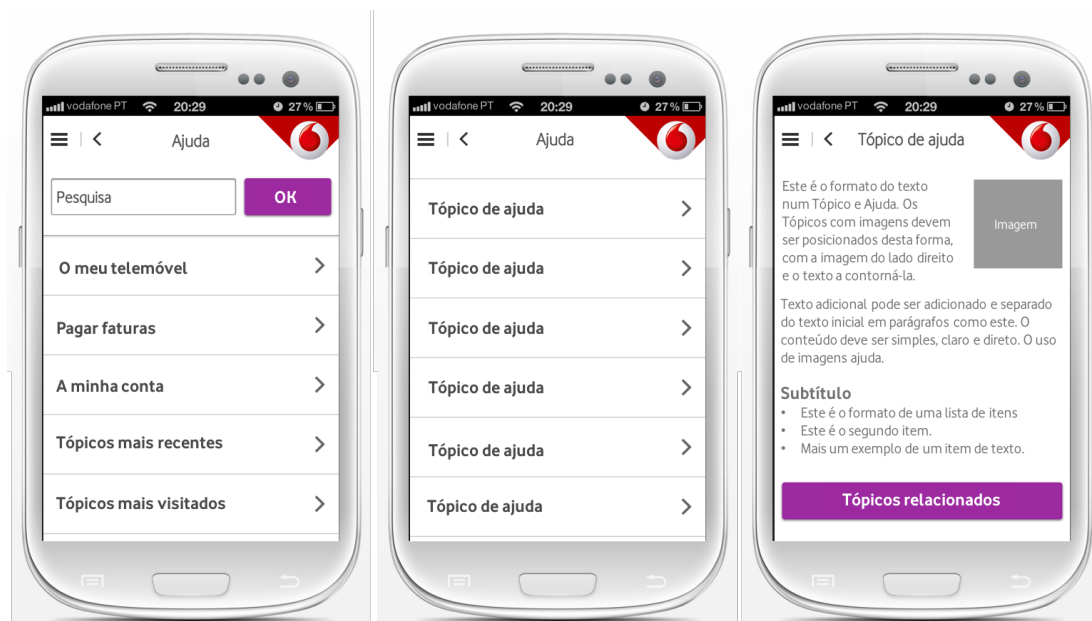 vodafone PT 20:29 27%
Ajuda
Pesquisa
OK
O meu telemóvel
Pagar faturas
A minha conta
Tópicos mais recentes
Tópicos mais visitados
vodafone PT 20:29 27%
Ajuda
Tópico de ajuda
Tópico de ajuda
Tópico de ajuda
Tópico de ajuda
Tópico de ajuda
Tópico de ajuda
vodafone PT 20:29 27%
Tópico de ajuda
Este é o formato do texto
num Tópico e Ajuda. Os
Tópicos com imagens devem
ser posicionados desta forma,
com a imagem do lado direito
e o texto a contorná-la.
Imagem
Texto adicional pode ser adicionado e separado
do texto inicial em parágrafos como este. O
conteúdo deve ser simples, claro e direto. O uso
de imagens ajuda.
Subtítulo
• Este é o formato de uma lista de itens
• Este é o segundo item.
• Mais um exemplo de um item de texto.
Tópicos relacionados